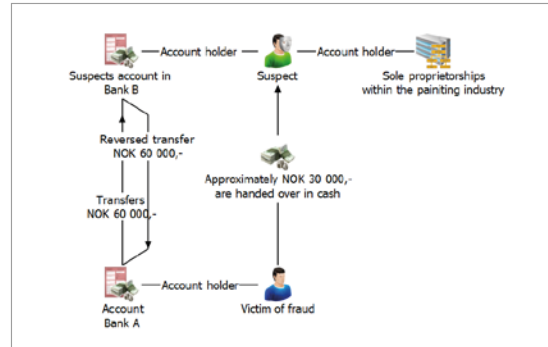 Account holder
Account holder
Suspects account in
Bank B
Suspect
Sole proprietorships
within the painiting industry
Reversed transfer
NOK 60 000,-
Approximately NOK 30 000,-
are handed over in cash
Transfers
NOK 60 000,-
Account holder
Account
Bank A
Victim of fraud